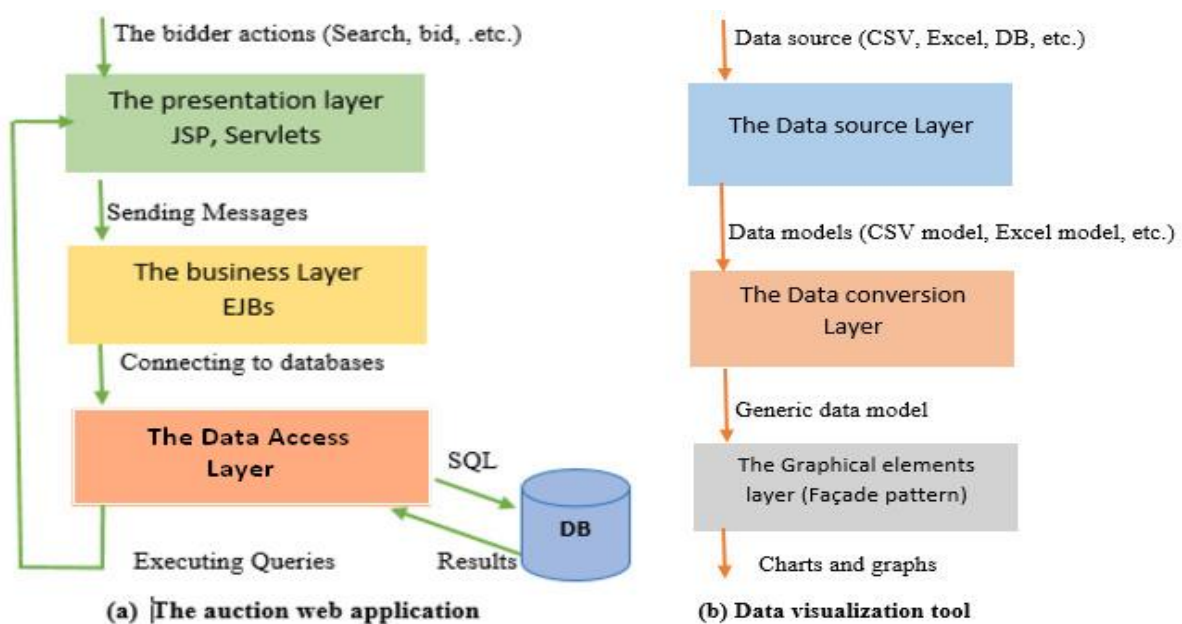 The bidder actions (Search, bid, .etc.)
The presentation layer
JSP, Servlets
Sending Messages
The business Layer
EJBs
Connecting to databases
The Data Access
Layer
SQL
DB
Executing Queries
Results
(a) The auction web application
Data source (CSV, Excel, DB, etc.)
The Data source Layer
Data models (CSV model, Excel model, etc.)
The Data conversion
Layer
Generic data model
The Graphical elements
layer (Façade pattern)
Charts and graphs
(b) Data visualization tool